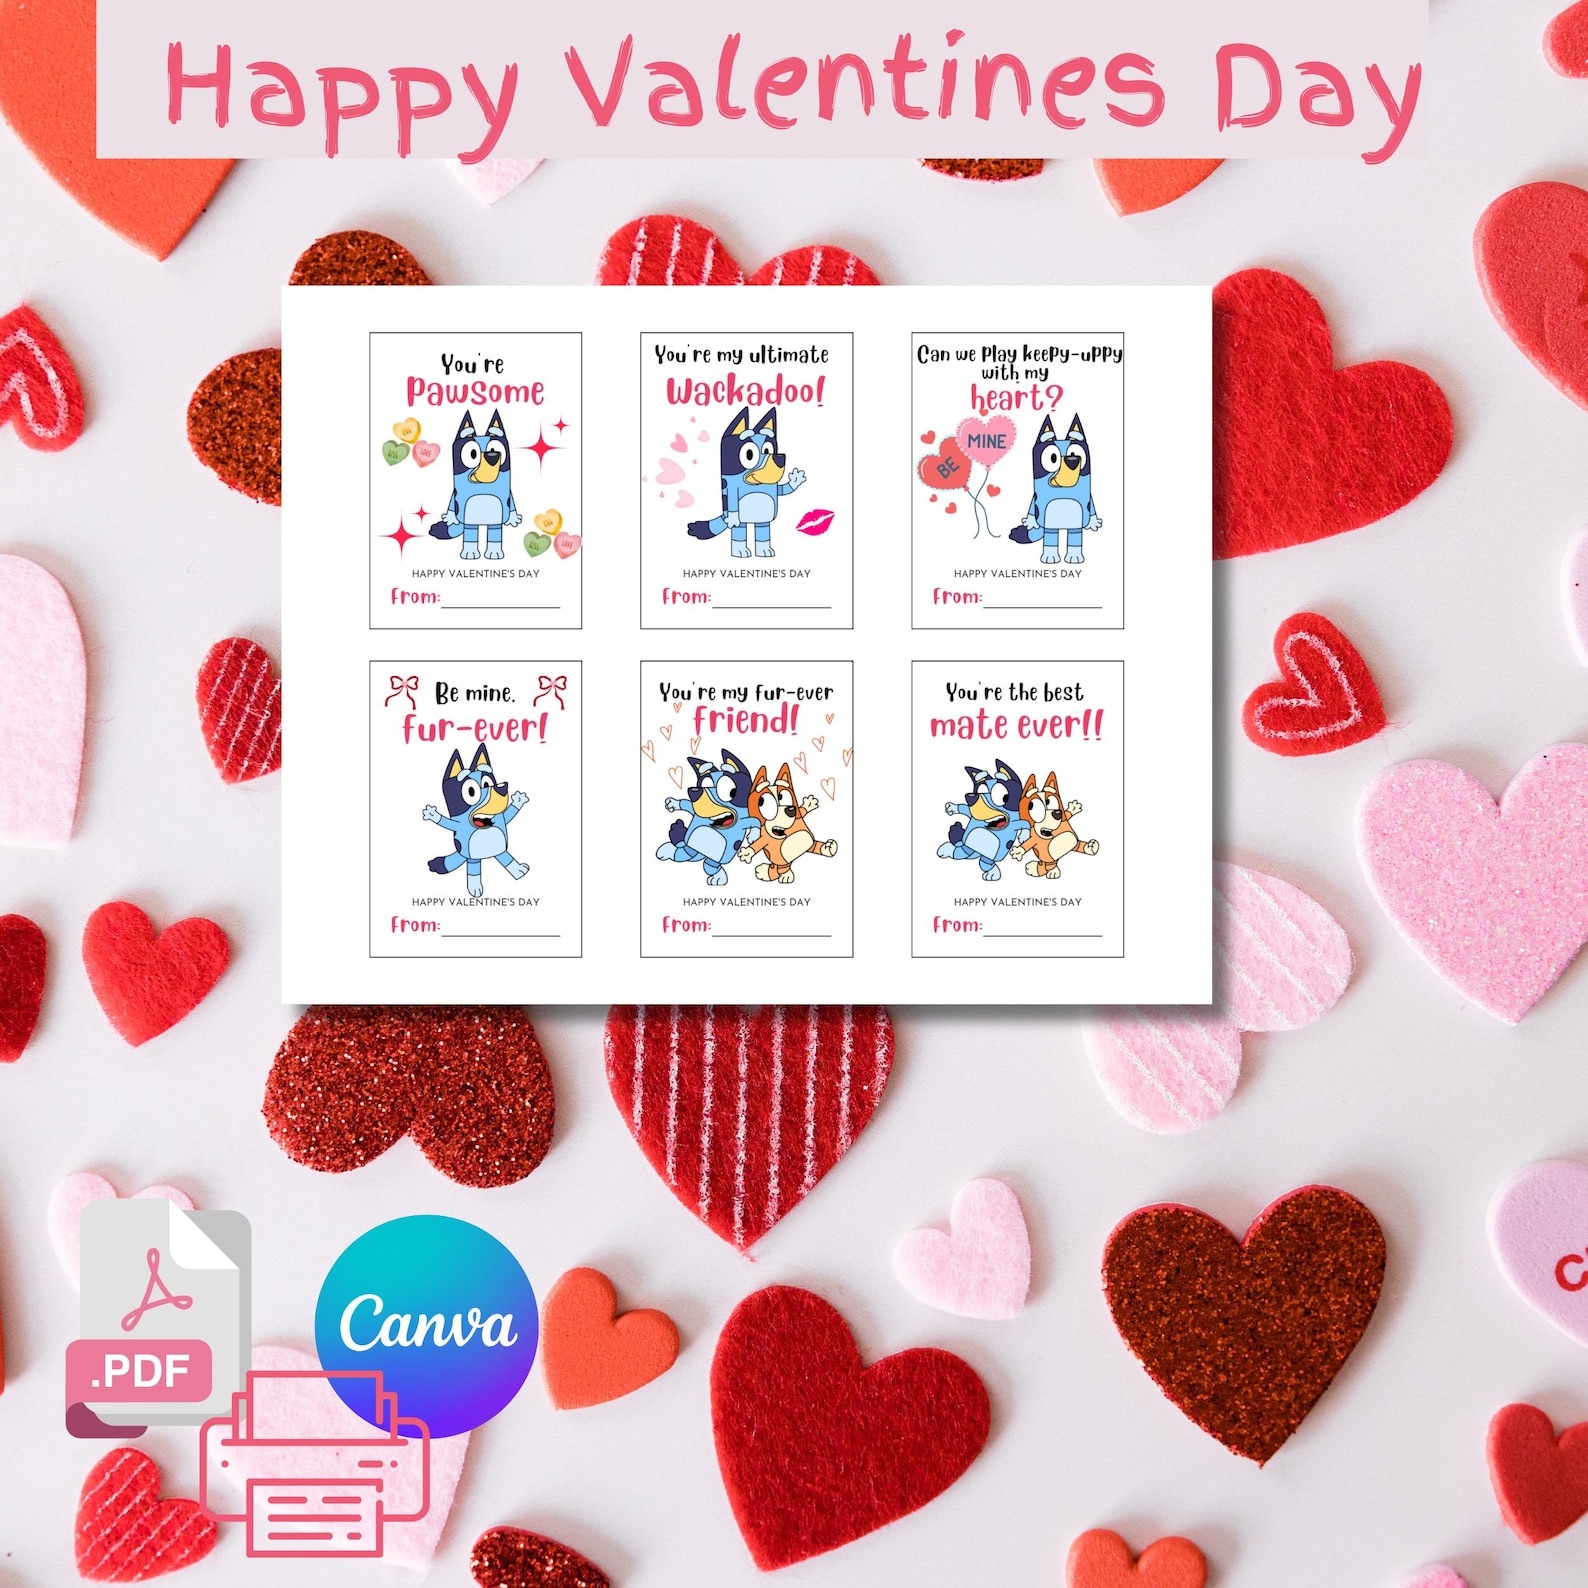 Happy Valentines Day
You're
Pawsome
HAPPY VALENTINE'S DAY
From:
You're my ultimate
Wackadoo!
HAPPY VALENTINE'S DAY
From:
Can we play keepy-uppy
with my
heart?
BE
MINE
HAPPY VALENTINE'S DAY
From:
Be mine,
fur-ever!
HAPPY VALENTINE'S DAY
From:
You're my fur-ever
friend!
HAPPY VALENTINE'S DAY
From:
You're the best
mate ever!!
HAPPY VALENTINE'S DAY
From:
.PDF
Canva